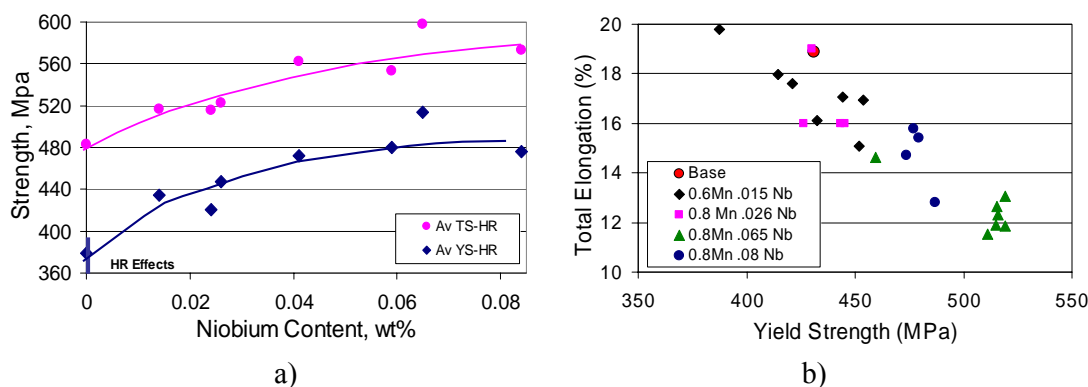 600
560
520
480
440
400
360
Strength, Mpa
Av TS-HR
Av YS-HR
HR Effects
0
0.02
0.04
0.06
0.08
Niobium Content, wt%
a)
20
18
16
14
12
10
Total Elongation (%)
Base
0.6Mn .015 Nb
0.8 Mn .026 Nb
0.8Mn .065 Nb
0.8Mn .08 Nb
350
400
450
500
550
Yield Strength (MPa)
b)